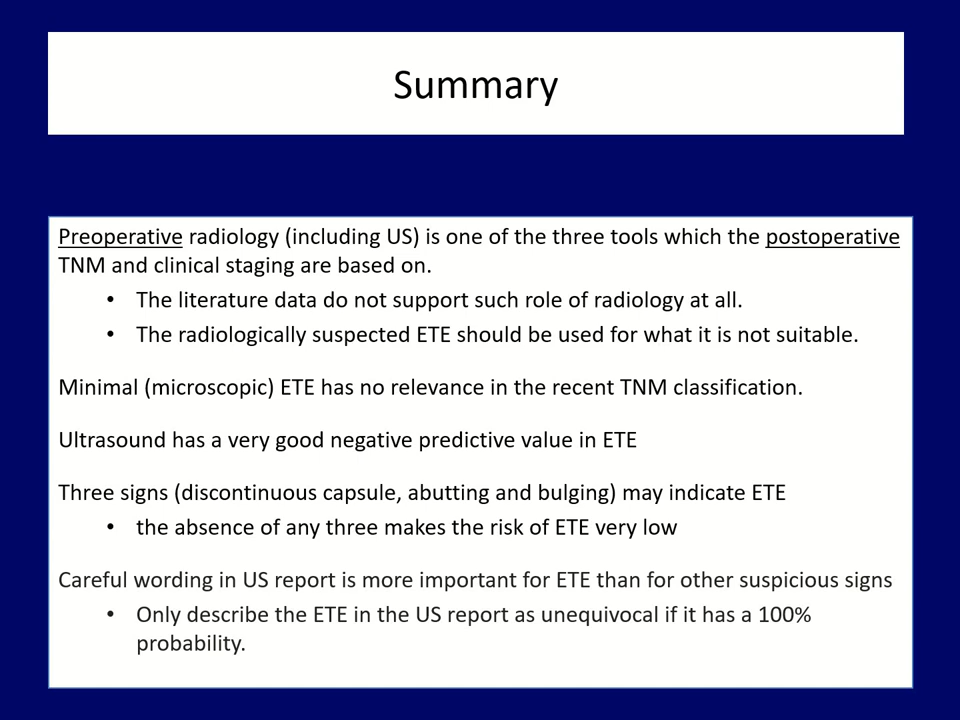 Summary
Preoperative radiology (including US) is one of the three tools which the postoperative
TNM and clinical staging are based on.
• The literature data do not support such role of radiology at all.
• The radiologically suspected ETE should be used for what it is not suitable.
Minimal (microscopic) ETE has no relevance in the recent TNM classification.
Ultrasound has a very good negative predictive value in ETE
Three signs (discontinuous capsule, abutting and bulging) may indicate ETE
• the absence of any three makes the risk of ETE very low
Careful wording in US report is more important for ETE than for other suspicious signs
• Only describe the ETE in the US report as unequivocal if it has a 100%
probability.